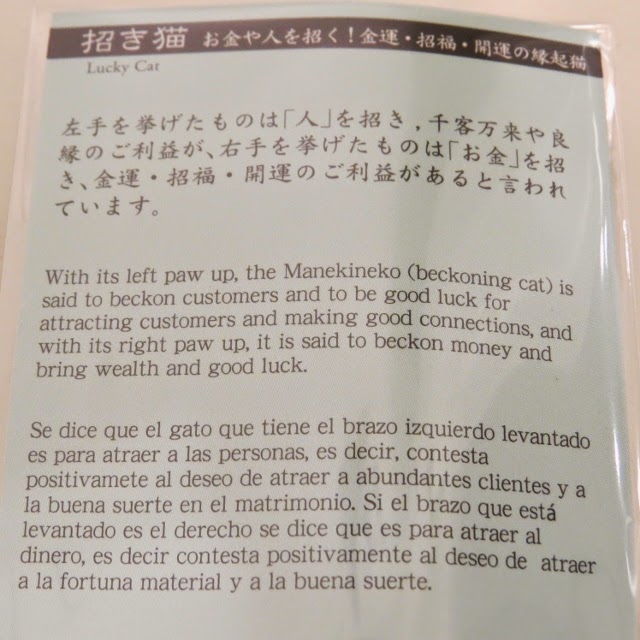 招き猫 お金や人を招く!金運・招福・開運の縁起猫
Lucky Cat
左手を挙げたものは「人」を招き,千客万来や良
縁のご利益が、右手を挙げたものは「お金」を招
き、金運・招福・開運のご利益があると言われ
ています。
With its left paw up, the Manekineko (beckoning cat) is
said to beckon customers and to be good luck for
attracting customers and making good connections, and
with its right paw up, it is said to beckon money and
bring wealth and good luck.
Se dice que el gato que tiene el brazo izquierdo levantado
es para atraer a las personas, es decir, contesta
positivamete al deseo de atraer a abundantes clientes y a
la buena suerte en el matrimonio. Si el brazo que está
levantado es el derecho se dice que es para atraer al
dinero, es decir contesta positivamente al deseo de atraer
a la fortuna material y a la buena suerte.